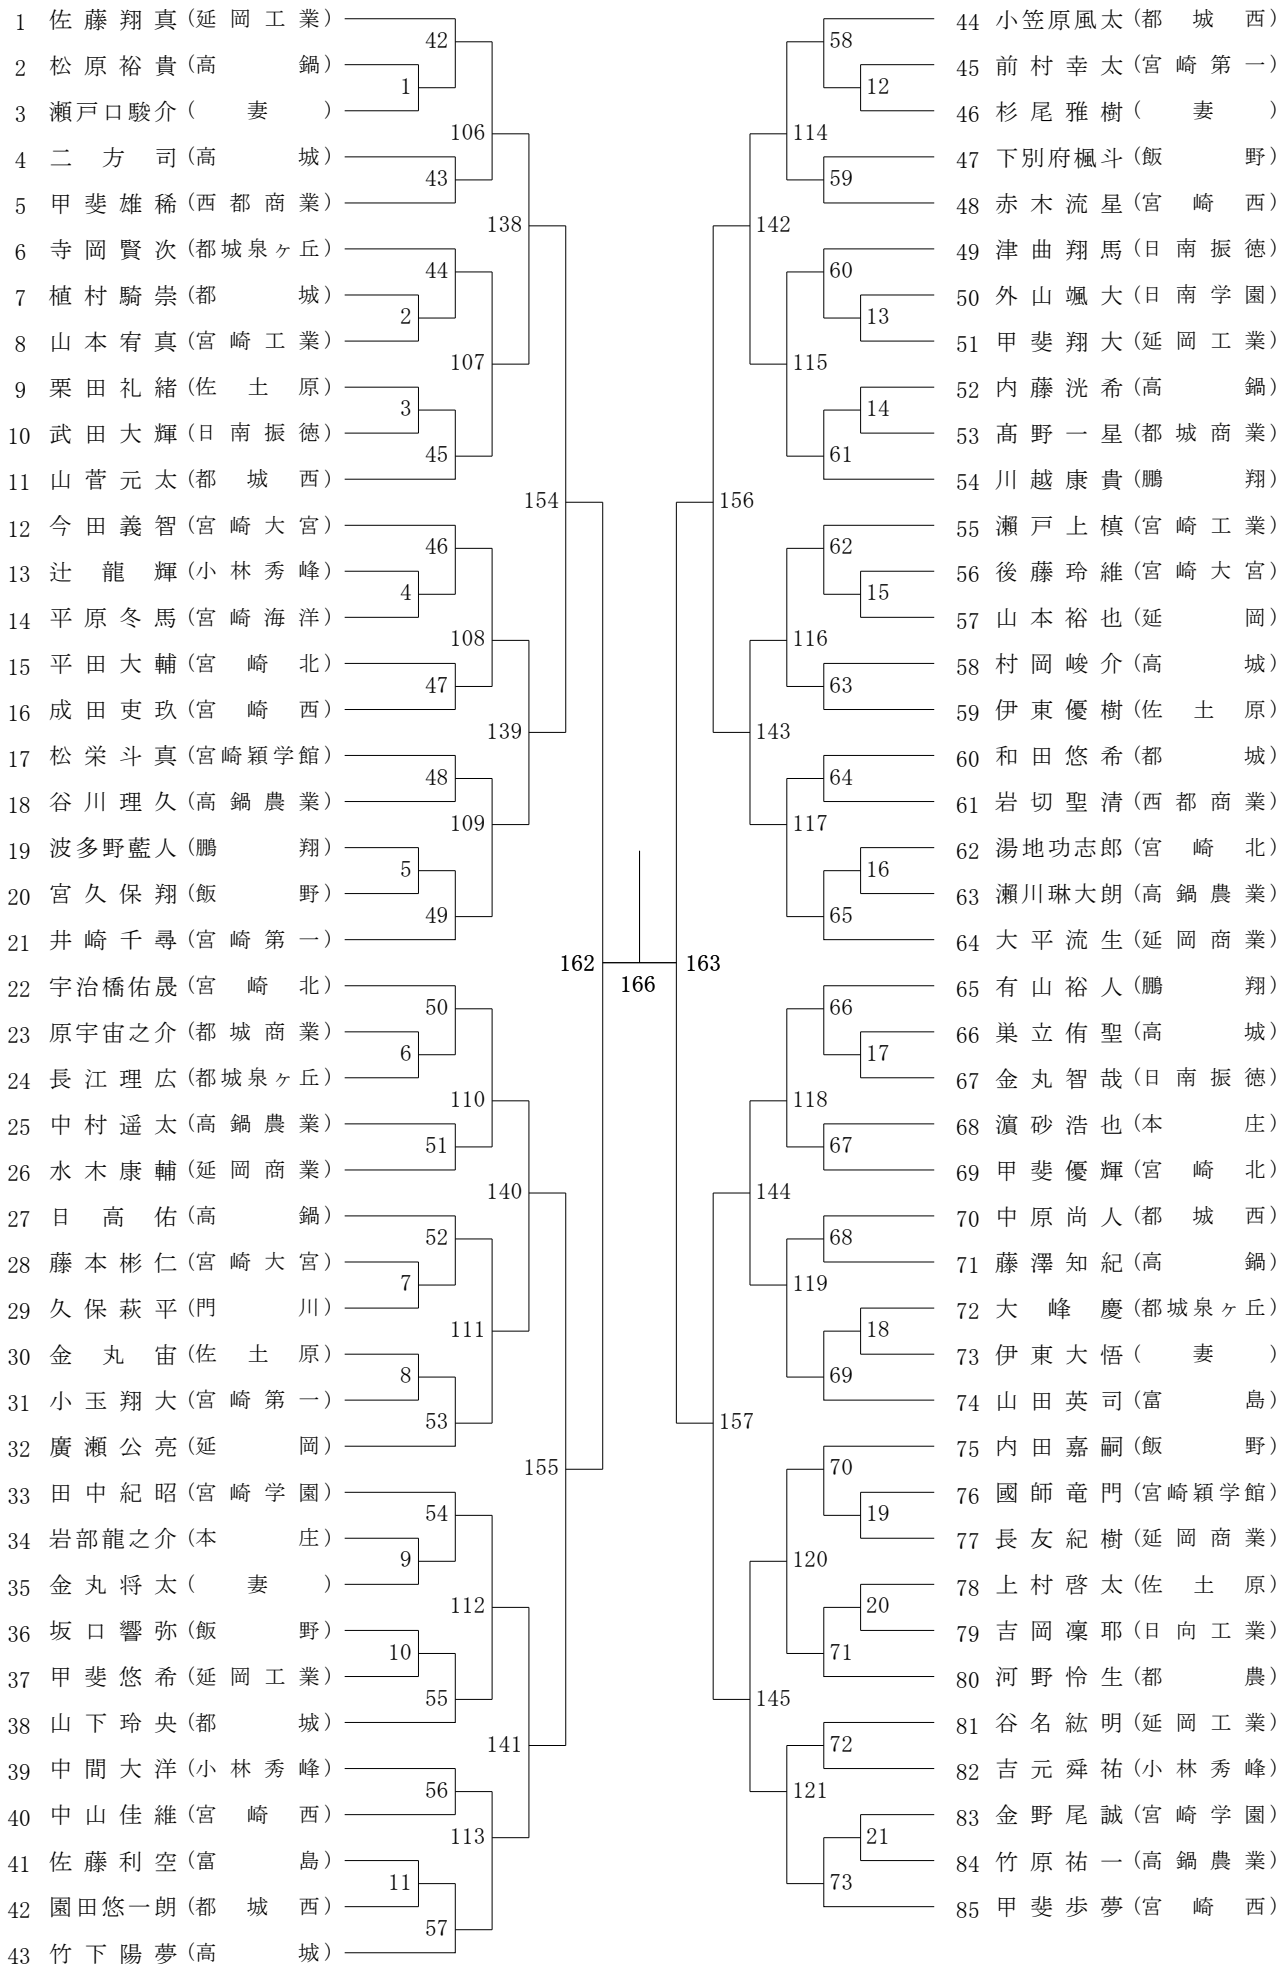 1 佐藤翔真(延岡工業)
2 松原裕貴(高鍋)
3 瀬戸口駿介(妻)
4 二方司(高城)
5 甲斐雄稀(西都商業)
6 寺岡賢次(都城泉ヶ丘)
7 植村騎崇(都城)
8 山本宥真(宮崎工業)
9 栗田礼緒(佐土原)
10 武田大輝(日南振徳)
11 山菅元太(都城西)
12 今田義智(宮崎大宮)
13 辻龍輝(小林秀峰)
14 平原冬馬(宮崎海洋)
15 平田大輔(宮崎北)
16 成田吏玖(宮崎西)
17 松栄斗真(宮崎穎学館)
18 谷川理久(高鍋農業)
19 波多野藍人(鵬翔)
20 宮久保翔(飯野)
21 井崎千尋(宮崎第一)
22 宇治橋佑晟(宮崎北)
23 原宇宙之介(都城商業)
24 長江理広(都城泉ヶ丘)
25 中村遥太(高鍋農業)
26 水木康輔(延岡商業)
27 日高佑(高鍋)
28 藤本彬仁(宮崎大宮)
29 久保萩平(門川)
30 金丸宙(佐土原)
31 小玉翔大(宮崎第一)
32 廣瀬公亮(延岡)
33 田中紀昭(宮崎学園)
34 岩部龍之介(本庄)
35 金丸将太(妻)
36 坂口響弥(飯野)
37 甲斐悠希(延岡工業)
38 山下玲央(都城)
39 中間大洋(小林秀峰)
40 中山佳維(宮崎西)
41 佐藤利空(富島)
42 園田悠一朗(都城西)
43 竹下陽夢(高城)
42
1
106
43
138
44
2
107
3
45
154
46
4
108
47
139
48
109
5
49
162
50
6
110
51
140
52
7
111
8
53
155
54
9
112
10
55
141
56
113
11
57
166
163
58
12
114
59
142
60
13
115
14
61
156
62
15
116
63
143
64
117
16
65
66
17
118
67
144
68
119
18
69
157
70
19
120
20
71
145
72
121
21
73
44 小笠原風太(都城西)
45 前村幸太(宮崎第一)
46 杉尾雅樹(妻)
47 下別府楓斗(飯野)
48 赤木流星(宮崎西)
49 津曲翔馬(日南振徳)
50 外山颯大(日南学園)
51 甲斐翔大(延岡工業)
52 内藤洸希(高鍋)
53 髙野一星(都城商業)
54 川越康貴(鵬翔)
55 瀬戸上槙(宮崎工業)
56 後藤玲維(宮崎大宮)
57 山本裕也(延岡)
58 村岡峻介(高城)
59 伊東優樹(佐土原)
60 和田悠希(都城)
61 岩切聖清(西都商業)
62 湯地功志郎(宮崎北)
63 瀬川琳大朗(高鍋農業)
64 大平流生(延岡商業)
65 有山裕人(鵬翔)
66 巣立侑聖(高城)
67 金丸智哉(日南振徳)
68 濵砂浩也(本庄)
69 甲斐優輝(宮崎北)
70 中原尚人(都城西)
71 藤澤知紀(高鍋)
72 大峰慶(都城泉ヶ丘)
73 伊東大悟(妻)
74 山田英司(富島)
75 内田嘉嗣(飯野)
76 國師竜門(宮崎穎学館)
77 長友紀樹(延岡商業)
78 上村啓太(佐土原)
79 吉岡凜耶(日向工業)
80 河野怜生(都農)
81 谷名紘明(延岡工業)
82 吉元舜祐(小林秀峰)
83 金野尾誠(宮崎学園)
84 竹原祐一(高鍋農業)
85 甲斐歩夢(宮崎西)